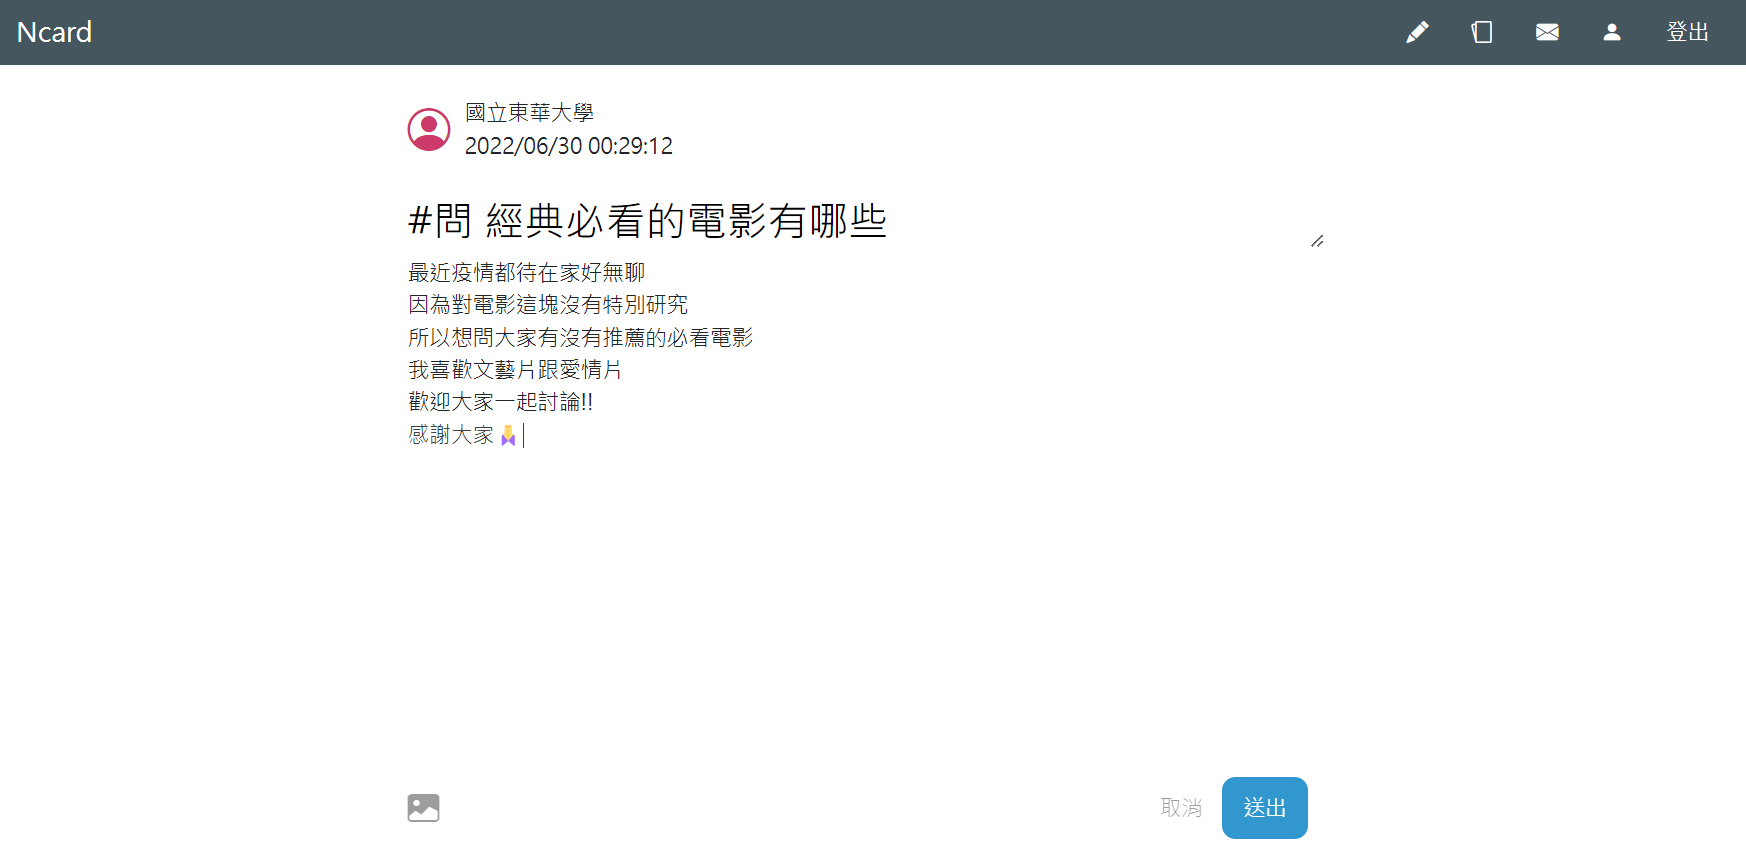 Ncard
登出
國立東華大學
2022/06/30 00:29:12
#問 經典必看的電影有哪些
最近疫情都待在家好無聊
因為對電影這塊沒有特別研究
所以想問大家有沒有推薦的必看電影
我喜歡文藝片跟愛情片
歡迎大家一起討論!!
感謝大家🙏
取消
送出